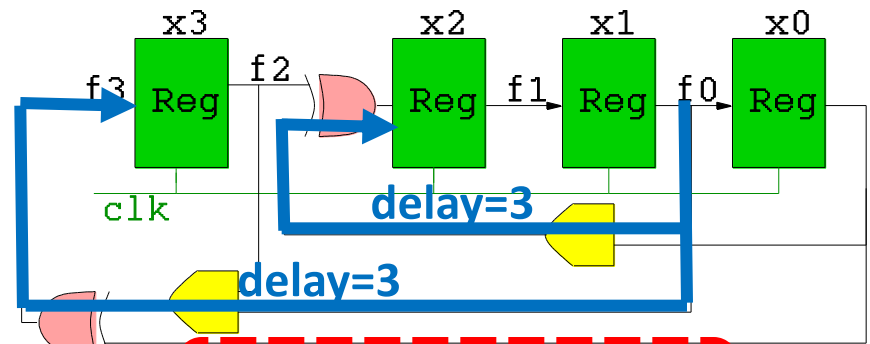 x3 x2 x1 x0
f3 Reg f2 Reg f1 Reg f0 Reg
clk
delay=3
delay=3